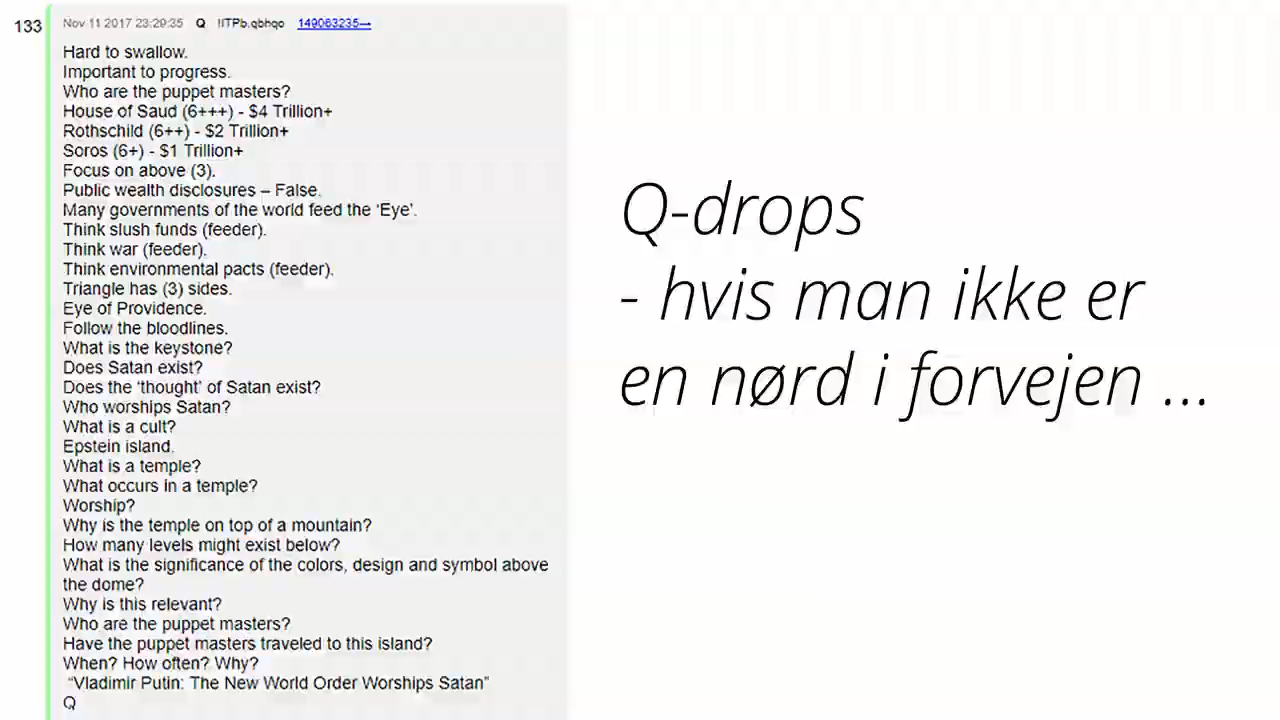 133
Nov 11 2017 23:29:35 Q !ITPb.qbhqo 149063235⟶
Hard to swallow.
Important to progress.
Who are the puppet masters?
House of Saud (6+++) - $4 Trillion+
Rothschild (6++) - $2 Trillion+
Soros (6+) - $1 Trillion+
Focus on above (3).
Public wealth disclosures – False.
Many governments of the world feed the ‘Eye’.
Think slush funds (feeder).
Think war (feeder).
Think environmental pacts (feeder).
Triangle has (3) sides.
Eye of Providence.
Follow the bloodlines.
What is the keystone?
Does Satan exist?
Does the ‘thought’ of Satan exist?
Who worships Satan?
What is a cult?
Epstein island.
What is a temple?
What occurs in a temple?
Worship?
Why is the temple on top of a mountain?
How many levels might exist below?
What is the significance of the colors, design and symbol above
the dome?
Why is this relevant?
Who are the puppet masters?
Have the puppet masters traveled to this island?
When? How often? Why?
“Vladimir Putin: The New World Order Worships Satan”
Q
Q-drops
- hvis man ikke er
en nørd i forvejen ...